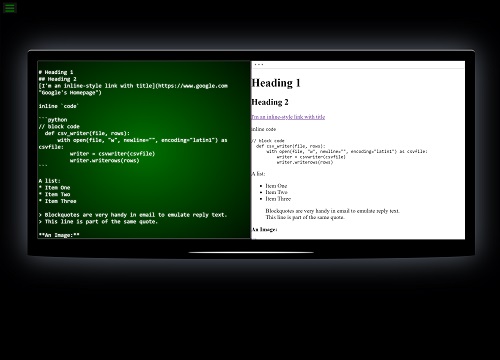 # Heading 1
## Heading 2
[I'm an inline-style link with title](https://www.google.com
"Google's Homepage")
inline `code`
```python
// block code
def csv_writer(file, rows):
with open(file, "w", newline="", encoding="latin1") as
csvfile:
writer = csvwriter(csvfile)
writer.writerows(rows)
```
A list:
* Item One
* Item Two
* Item Three
> Blockquotes are very handy in email to emulate reply text.
> This line is part of the same quote.
**An Image:**
Heading 1
Heading 2
I'm an inline-style link with title
inline code
// block code
def csv_writer(file, rows):
with open(file, "w", newline="", encoding="latin1") as csvfile:
writer = csvwriter(csvfile)
writer.writerows(rows)
A list:
• Item One
• Item Two
• Item Three
Blockquotes are very handy in email to emulate reply text.
This line is part of the same quote.
An Image: